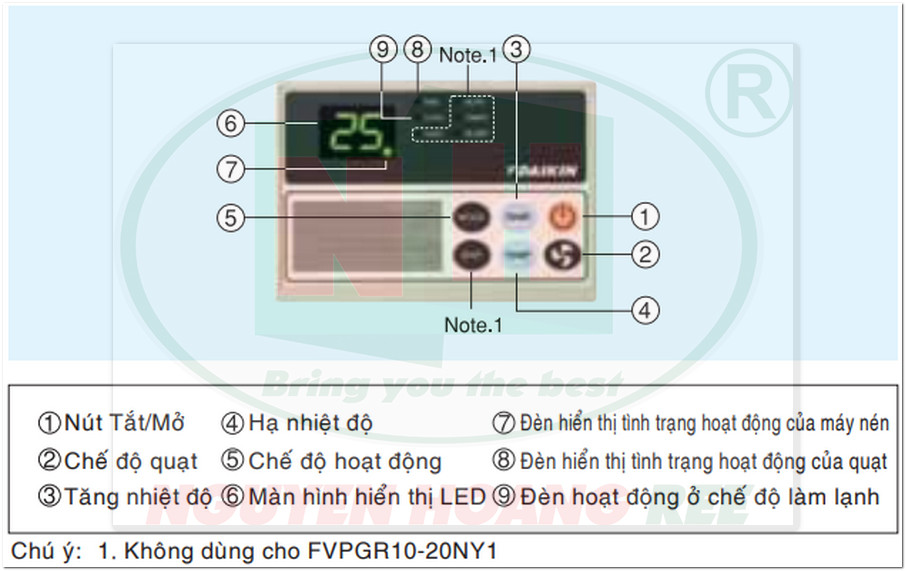 ⑨ ⑧ Note.1 ③
®
⑥ 25.
⑦
DAIKIN
⑤ ①
②
④
Note.1
Bring you the best
①Nút Tắt/Mở ④Hạ nhiệt độ ⑦Đèn hiển thị tình trạng hoạt động của máy nén
②Chế độ quạt ⑤Chế độ hoạt động ⑧Đèn hiển thị tình trạng hoạt động của quạt
③Tăng nhiệt độ ⑥Màn hình hiển thị LED ⑨Đèn hoạt động ở chế độ làm lạnh
NGUYEN HOANG REE
Chú ý: 1. Không dùng cho FVPGR10-20NY1